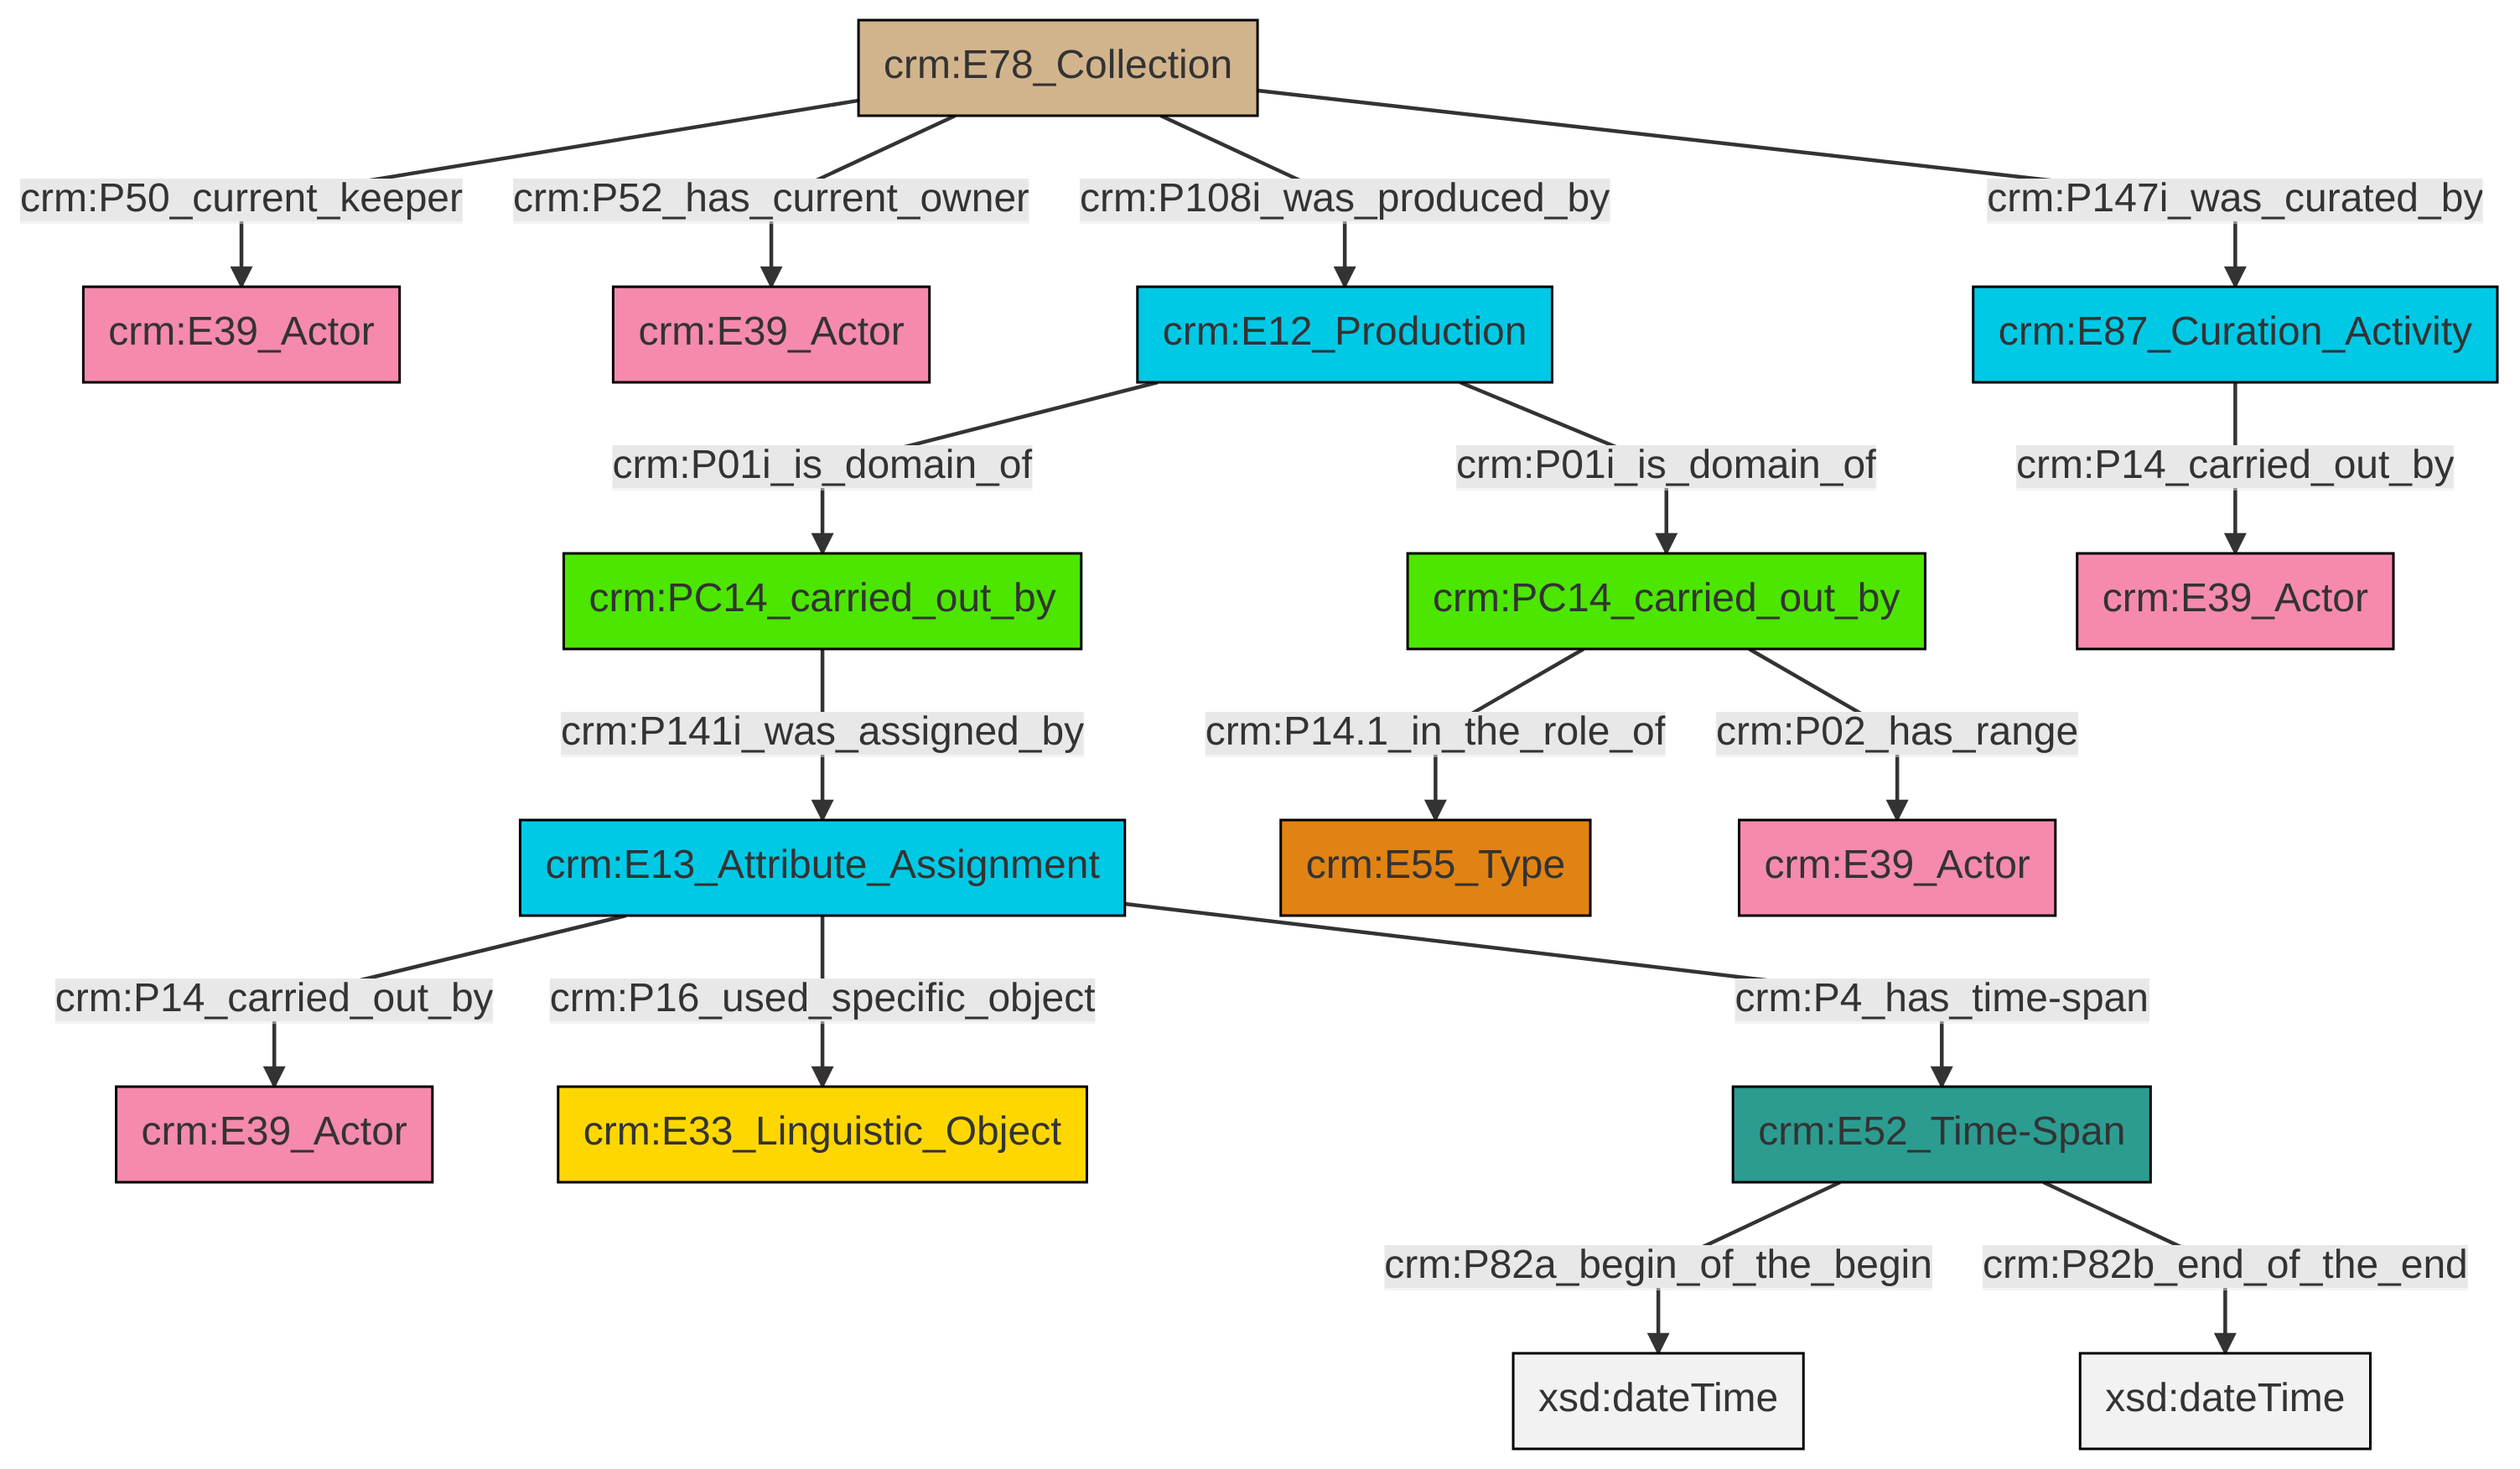 crm:E78_Collection
crm:P50_current_keeper
crm:P52_has_current_owner
crm:P108i_was_produced_by
crm:P147i_was_curated_by
crm:E39_Actor
crm:E39_Actor
crm:E12_Production
crm:E87_Curation_Activity
crm:P01i_is_domain_of
crm:P01i_is_domain_of
crm:P14_carried_out_by
crm:PC14_carried_out_by
crm:PC14_carried_out_by
crm:E39_Actor
crm:P141i_was_assigned_by
crm:P14.1_in_the_role_of
crm:P02_has_range
crm:E13_Attribute_Assignment
crm:E55_Type
crm:E39_Actor
crm:P14_carried_out_by
crm:P16_used_specific_object
crm:P4_has_time-span
crm:E39_Actor
crm:E33_Linguistic_Object
crm:E52_Time-Span
crm:P82a_begin_of_the_begin
crm:P82b_end_of_the_end
xsd:dateTime
xsd:dateTime